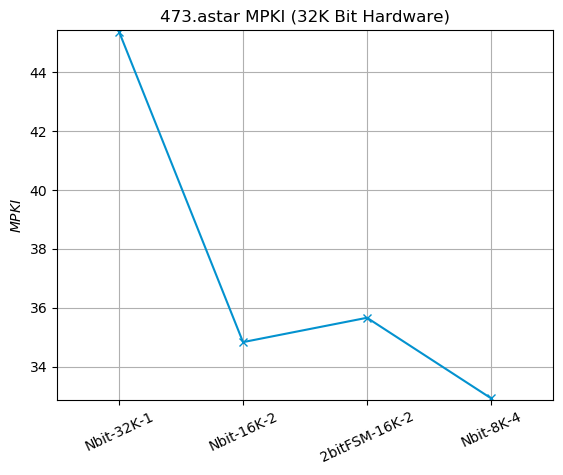 473.astar MPKI (32K Bit Hardware)
44
42
40
38
36
34
MPKI
Nbit-32K-1
Nbit-16K-2
2bitFSM-16K-2
Nbit-8K-4